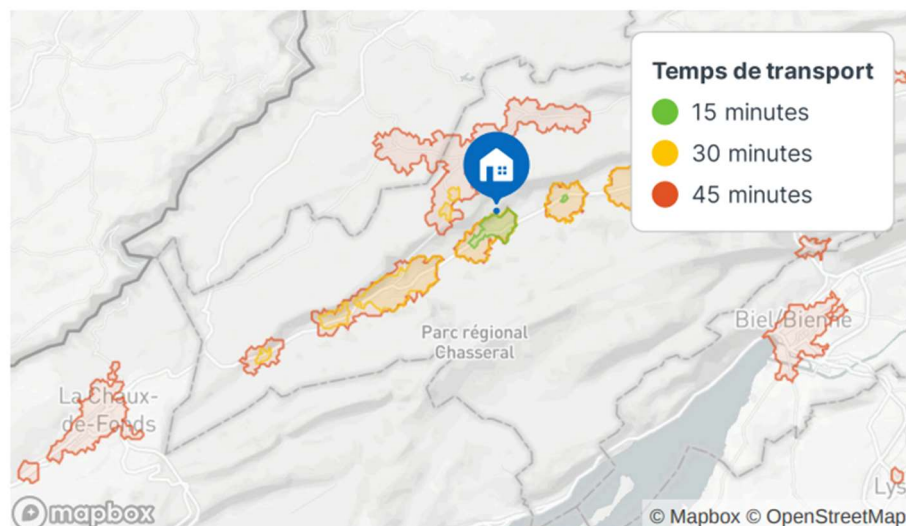 Temps de transport
15 minutes
30 minutes
45 minutes
Biel/Bienne
Parc régional
Chasseral
La Chaux-
de-Fonds
Lys
mapbox
© Mapbox © OpenStreetMap